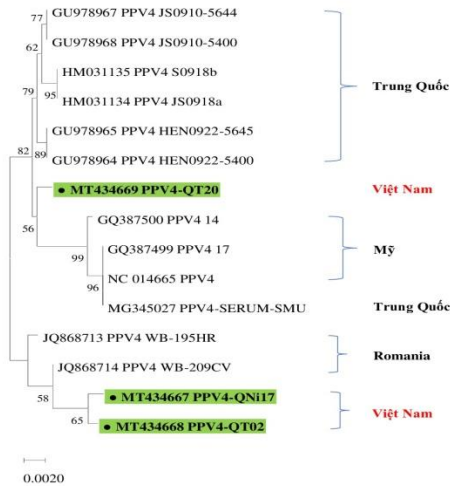 77
GU978967 PPV4 JS0910-5644
62
GU978968 PPV4 JS0910-5400
HM031135 PPV4 S0918b
95
HM031134 PPV4 JS0918a
Trung Quốc
79
GU978965 PPV4 HEN0922-5645
82
89
GU978964 PPV4 HEN0922-5400
● MT434669 PPV4-QT20
Việt Nam
56
GQ387500 PPV4 14
99
GQ387499 PPV4 17
Mỹ
96
NC 014665 PPV4
MG345027 PPV4-SERUM-SMU
Trung Quốc
JQ868713 PPV4 WB-195HR
Romania
JQ868714 PPV4 WB-209CV
58
● MT434667 PPV4-QNi17
Việt Nam
65
● MT434668 PPV4-QT02
0.0020